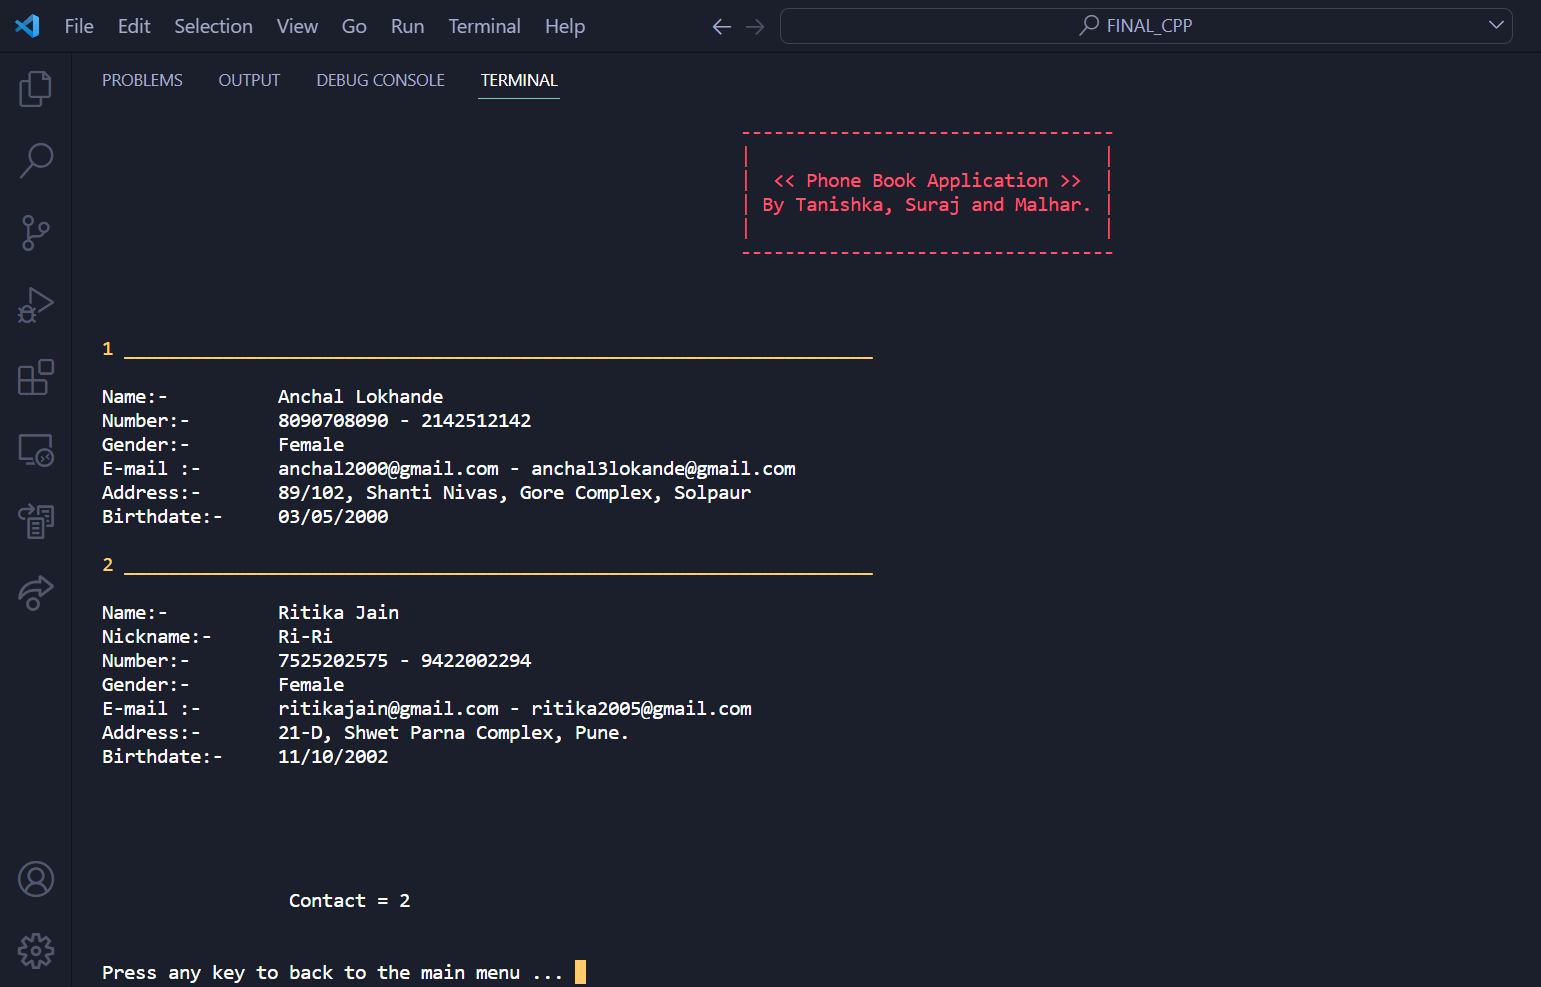 File Edit Selection View Go Run Terminal Help
FINAL_CPP
PROBLEMS OUTPUT DEBUG CONSOLE TERMINAL
----------------------------------
| |
| << Phone Book Application >> |
| By Tanishka, Suraj and Malhar. |
| |
----------------------------------
1 ____________________________________________________________________
Name:- Anchal Lokhande
Number:- 8090708090 - 2142512142
Gender:- Female
E-mail :- anchal2000@gmail.com - anchal3lokande@gmail.com
Address:- 89/102, Shanti Nivas, Gore Complex, Solpaur
Birthdate:- 03/05/2000
2 ____________________________________________________________________
Name:- Ritika Jain
Nickname:- Ri-Ri
Number:- 7525202575 - 9422002294
Gender:- Female
E-mail :- ritikajain@gmail.com - ritika2005@gmail.com
Address:- 21-D, Shwet Parna Complex, Pune.
Birthdate:- 11/10/2002
Contact = 2
Press any key to back to the main menu ...